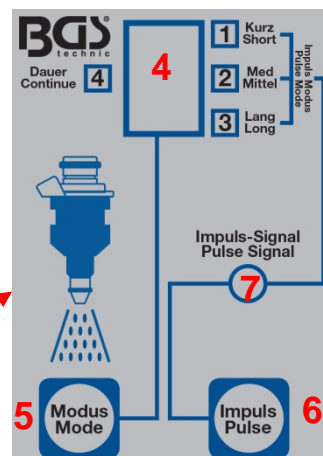 BGS
technic
Dauer
Continue
4
4
1
Kurz
Short
2
Med
Mittel
3
Lang
Long
Impuls Modus
Pulse Mode
Impuls-Signal
Pulse Signal
7
5
Modus
Mode
Impuls
Pulse
6